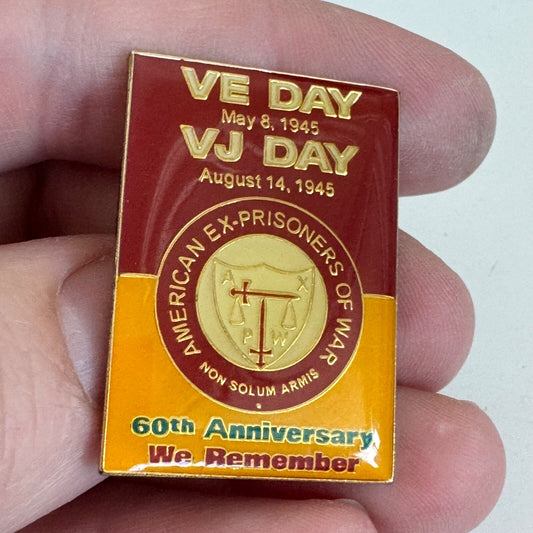 VE DAY
May 8, 1945
VJ DAY
August 14, 1945
AMERICAN EX-PRISONERS OF WAR
A X
P W
NON SOLUM ARMIS
60th Anniversary
We Remember